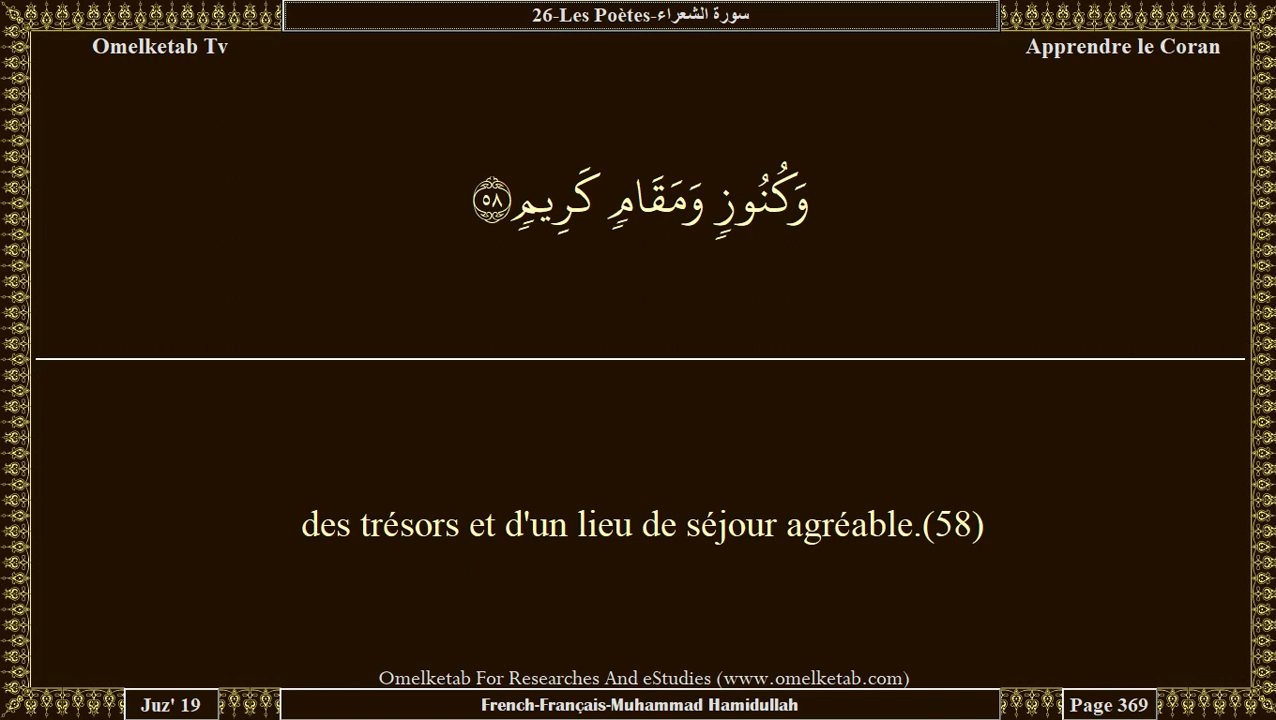 26-Les Poètes-سورة الشعراء
Omelketab Tv
Apprendre le Coran
وَكُنُوزٍ وَمَقَامٍ كَرِيمٍ ٥٨
des trésors et d'un lieu de séjour agréable.(58)
Omelketab For Researches And eStudies (www.omelketab.com)
Juz' 19
French-Français-Muhammad Hamidullah
Page 369